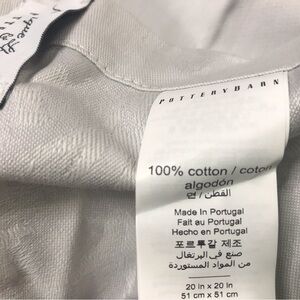 POTTERYBARN
100% cotton / coton
algodón
면 / القطن
Made in Portugal
Fait au Portugal
Hecho en Portugal
포르투갈 제조
صنع في البرتغال
من المواد المستوردة
20 in x 20 in
51 cm x 51 cm